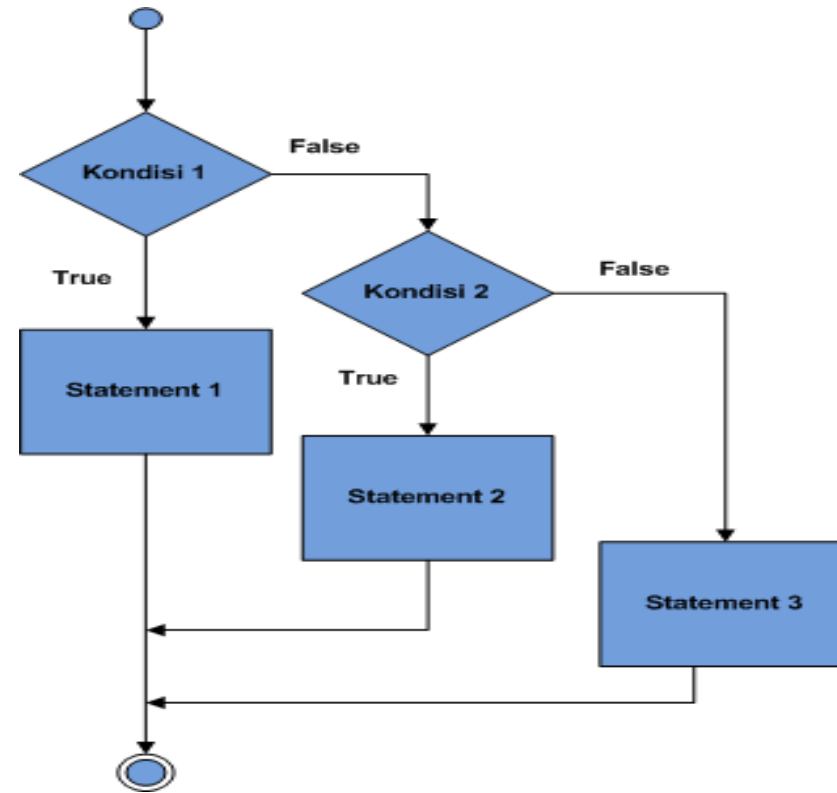 False
Kondisi 1
True
False
Kondisi 2
True
Statement 1
Statement 2
Statement 3